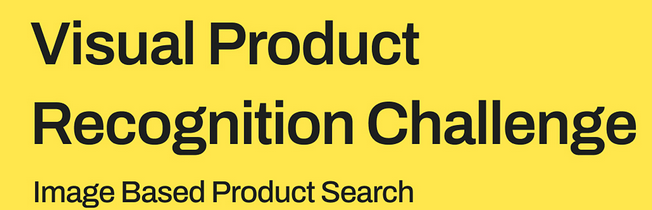 Visual Product
Recognition Challenge
Image Based Product Search